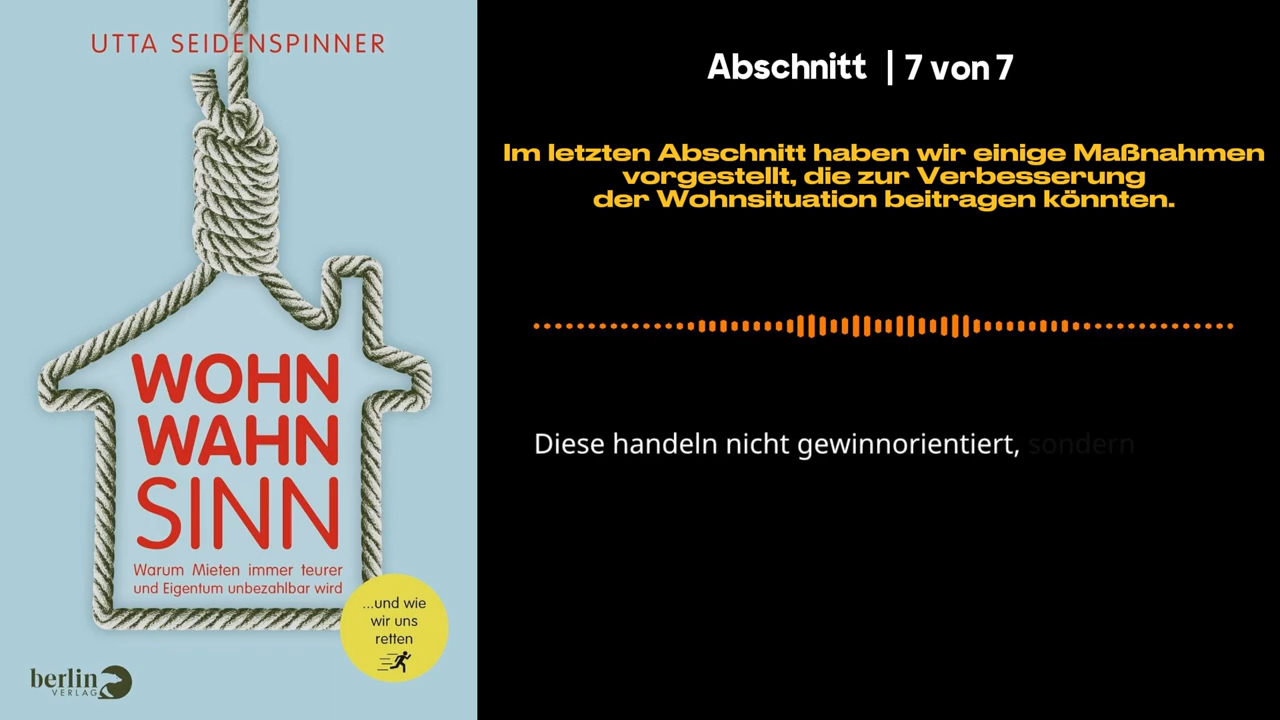 UTTA SEIDENSPINNER
WOHN
WAHN
SINN
Warum Mieten immer teurer
und Eigentum unbezahlbar wird
...und wie
wir uns
retten
berlin
VERLAG
Abschnitt | 7 von 7
Im letzten Abschnitt haben wir einige Maßnahmen
vorgestellt, die zur Verbesserung
der Wohnsituation beitragen könnten.
Diese handeln nicht gewinnorientiert, sondern